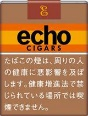 echo
CIGARS
たばこの煙は、周りの人
の健康に悪影響を及ぼ
します。健康増進法で禁
じられている場所では喫
煙できません。